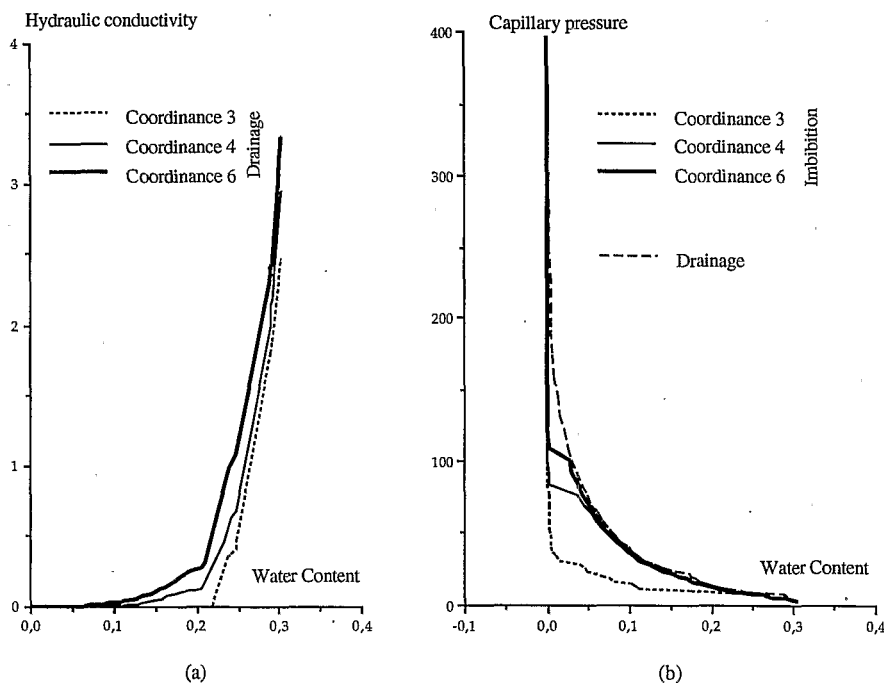 Hydraulic conductivity
4
3
2
1
0
Coordinance 3
Coordinance 4
Coordinance 6
Drainage
Water Content
0,0 0,1 0,2 0,3 0,4
(a)
Capillary pressure
400
300
200
100
0
Coordinance 3
Coordinance 4
Coordinance 6
Imbibition
Drainage
Water Content
-0,1 0,0 0,1 0,2 0,3 0,4
(b)